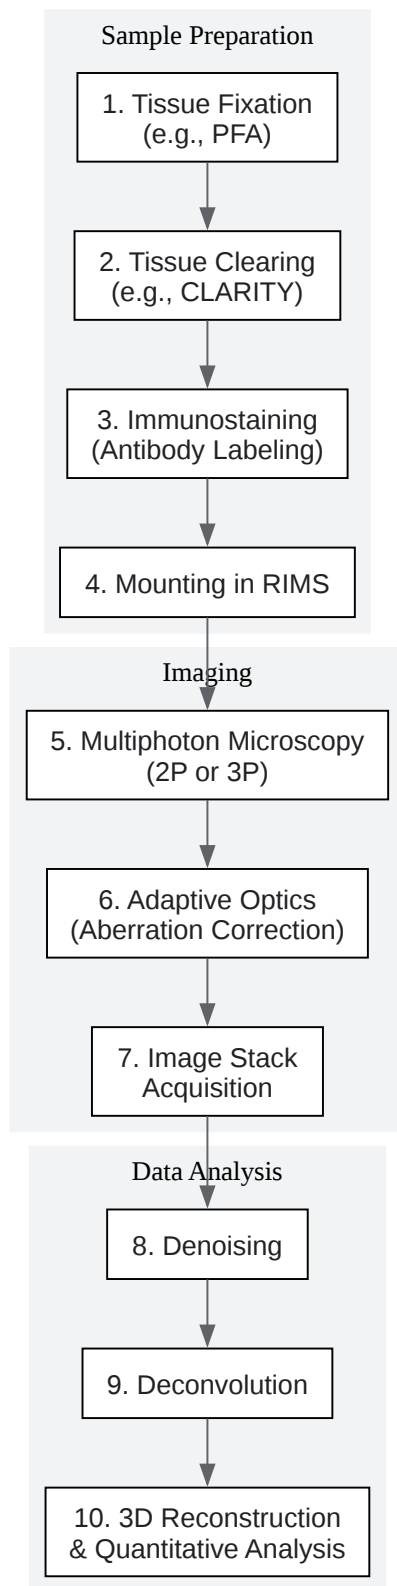 Sample Preparation
1. Tissue Fixation
(e.g., PFA)
2. Tissue Clearing
(e.g., CLARITY)
3. Immunostaining
(Antibody Labeling)
4. Mounting in RIMS
Imaging
5. Multiphoton Microscopy
(2P or 3P)
6. Adaptive Optics
(Aberration Correction)
7. Image Stack
Acquisition
Data Analysis
8. Denoising
9. Deconvolution
10. 3D Reconstruction
& Quantitative Analysis